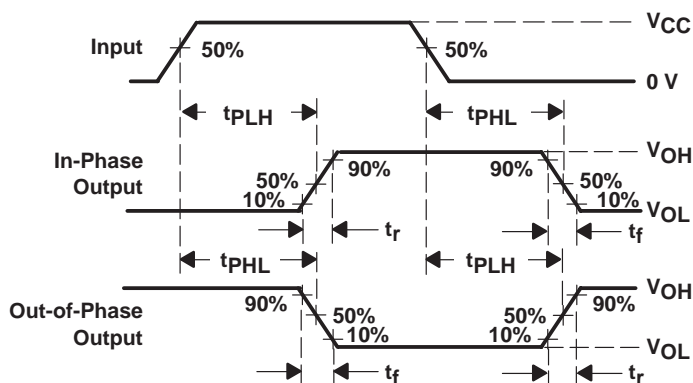 VCC
Input 50% 50%
0 V
tPLH tPHL
In-Phase Output
VOH
90% 90%
50% 50%
10% 10%
VOL
tr tf
tPHL tPLH
Out-of-Phase Output
VOH
90% 90%
50% 50%
10% 10%
VOL
tf tr